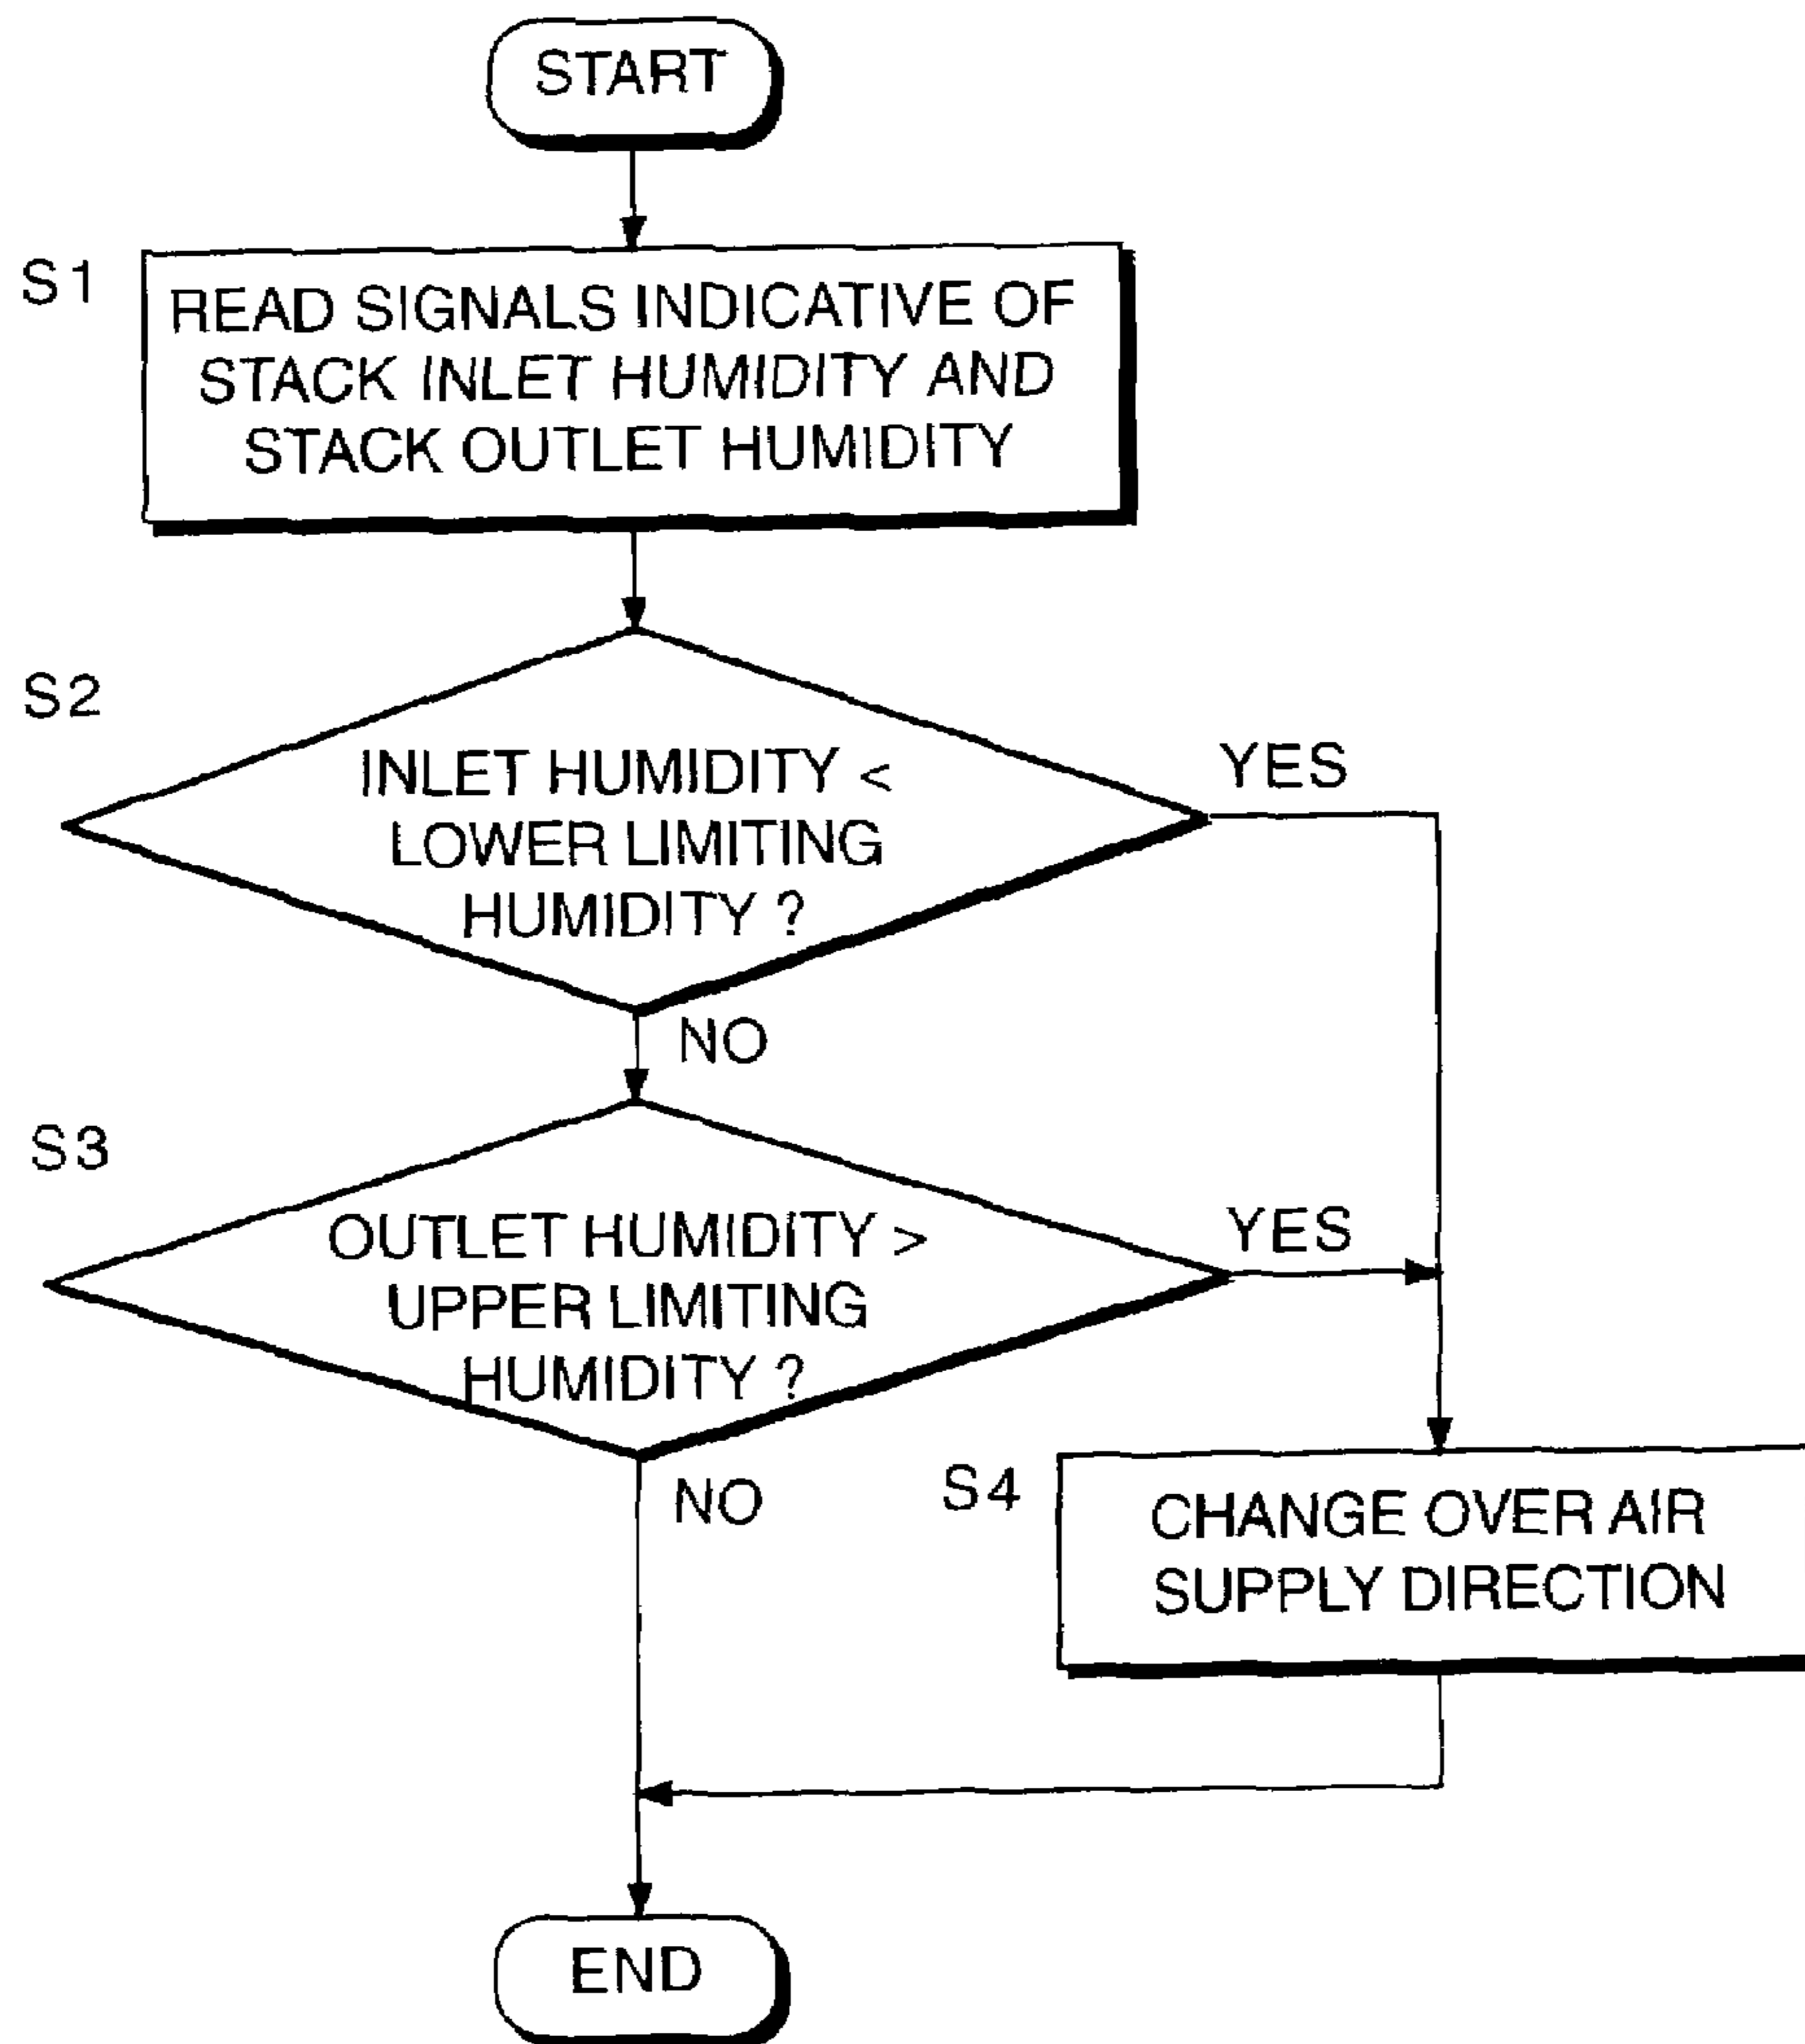 START
S1
READ SIGNALS INDICATIVE OF
STACK INLET HUMIDITY AND
STACK OUTLET HUMIDITY
S2
INLET HUMIDITY <
LOWER LIMITING
HUMIDITY ?
YES
NO
S3
OUTLET HUMIDITY >
UPPER LIMITING
HUMIDITY ?
YES
NO
S4
CHANGE OVER AIR
SUPPLY DIRECTION
END